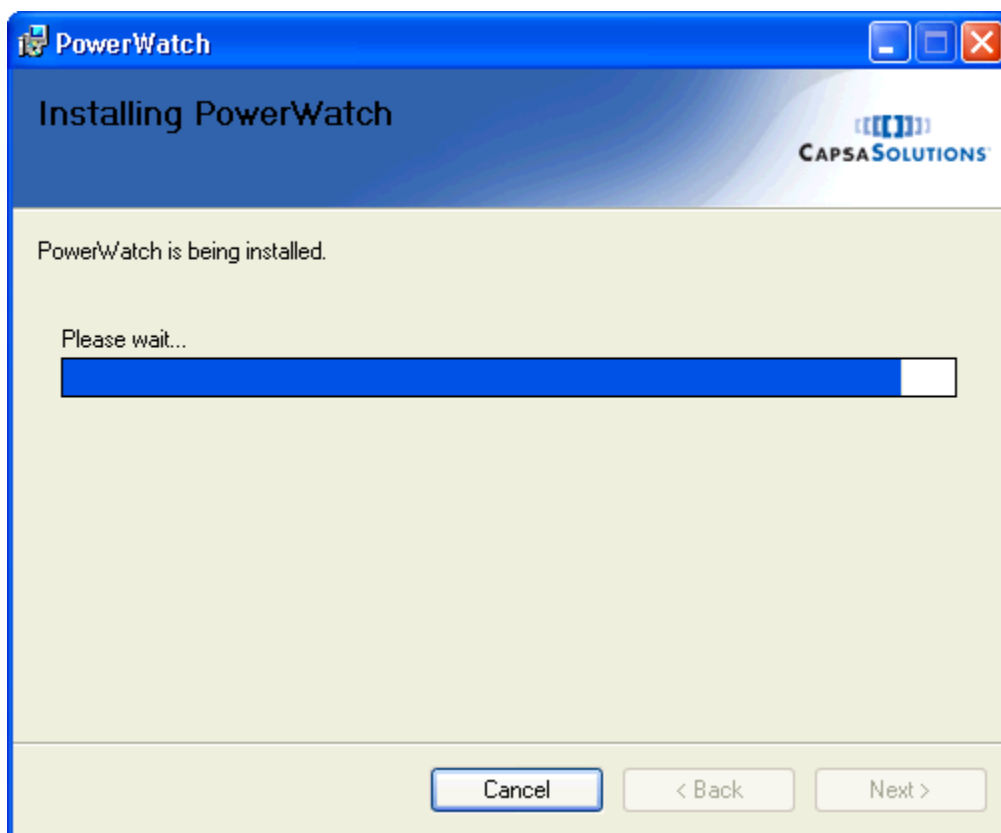 PowerWatch
Installing PowerWatch
CAPSASOLUTIONS
PowerWatch is being installed.
Please wait...
Cancel
< Back
Next >